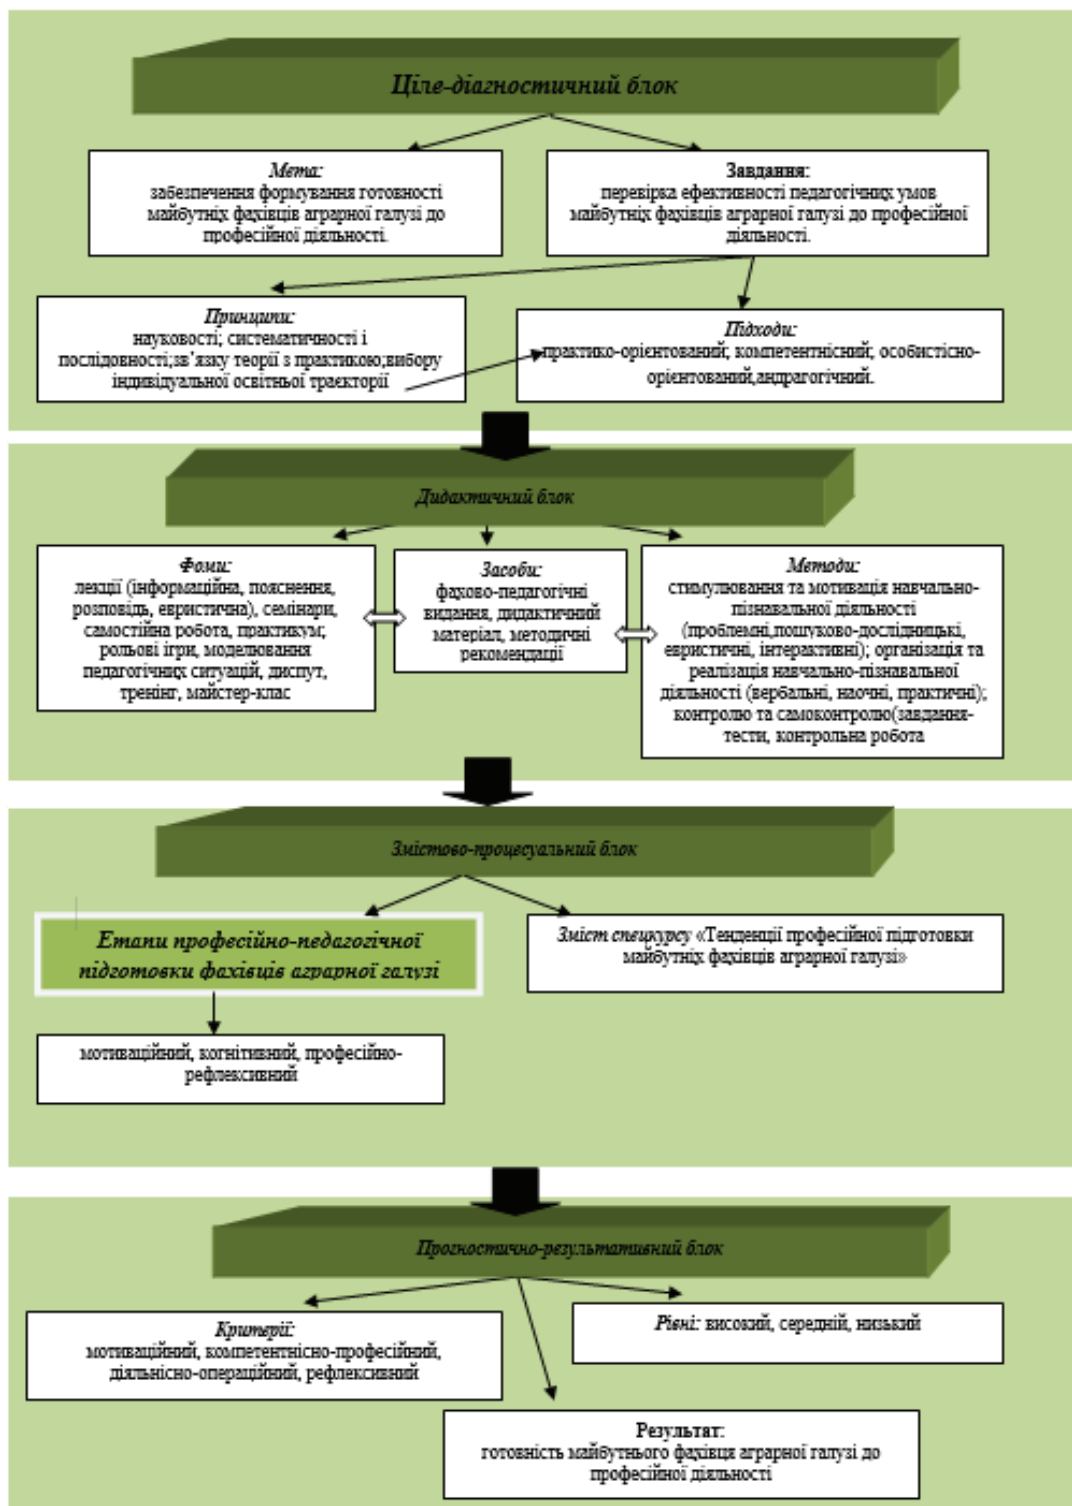 Ціле-діагностичний блок
Мета:
забезпечення формування готовності
майбутніх фахівців аграрної галузі до
професійної діяльності.
Завдання:
перевірка ефективності педагогічних умов
майбутніх фахівців аграрної галузі до професійної
діяльності.
Принципи:
науковості; систематичності і
послідовності;зв’язку теорії з практикою;вибору
індивідуальної освітньої траєкторії
Підходи:
практико-орієнтований; компетентнісний; особистісно-
орієнтований,андрагогічний.
Дидактичний блок
Фоми:
лекції (інформаційна, пояснення,
розповідь, евристична), семінари,
самостійна робота, практикум;
рольові ігри, моделювання
педагогічних ситуацій, диспут,
тренінг, майстер-клас
Засоби:
фахово-педагогічні
видання, дидактичний
матеріал, методичні
рекомендації
Методи:
стимулювання та мотивація навчально-
пізнавальної діяльності
(проблемні,пошуково-дослідницькі,
евристичні, інтерактивні); організація та
реалізація навчально-пізнавальної
діяльності (вербальні, наочні, практичні);
контролю та самоконтролю(завдання-
тести, контрольна робота
Змістово-процесуальний блок
Етапи професійно-педагогічної
підготовки фахівців аграрної галузі
Зміст спецкурсу «Тенденції професійної підготовки
майбутніх фахівців аграрної галузі»
мотиваційний, когнітивний, професійно-
рефлексивний
Прогностично-результативний блок
Критерії:
мотиваційний, компетентнісно-професійний,
діяльнісно-операційний, рефлексивний
Рівні: високий, середній, низький
Результат:
готовність майбутнього фахівця аграрної галузі до
професійної діяльності